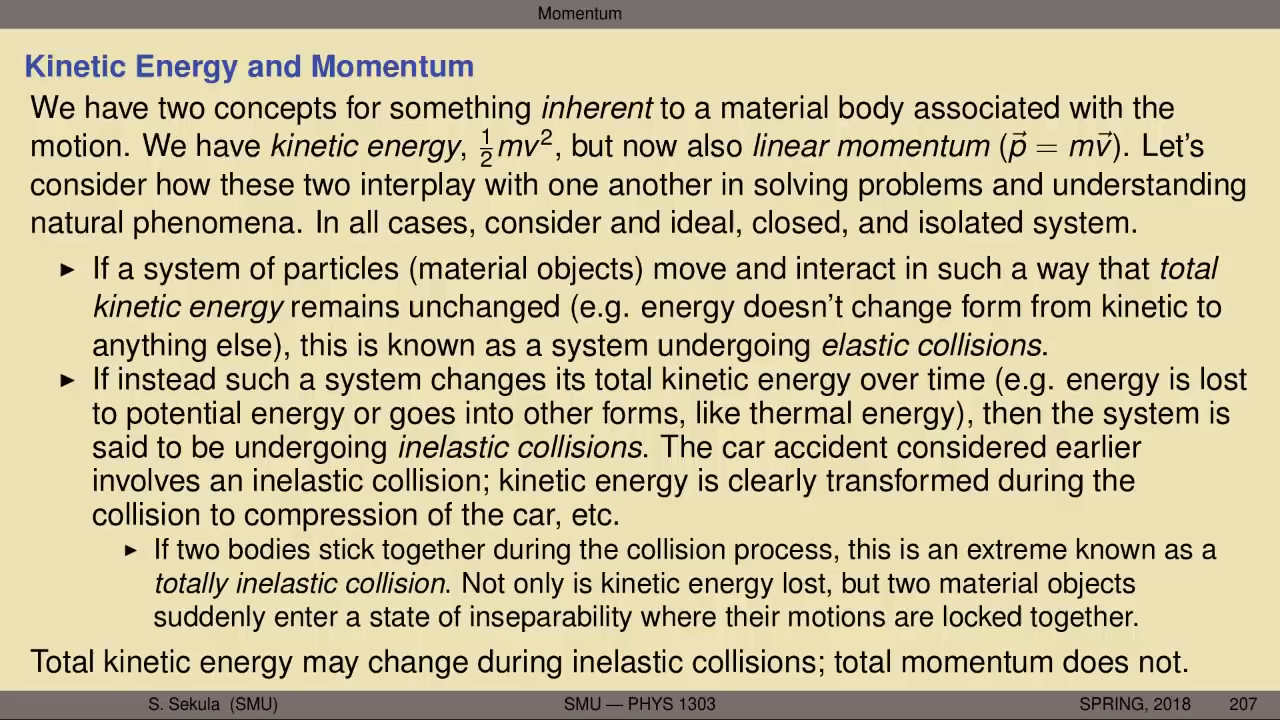 Momentum
Kinetic Energy and Momentum
We have two concepts for something inherent to a material body associated with the
motion. We have kinetic energy, ½mv², but now also linear momentum (p⃗ = mv⃗). Let's
consider how these two interplay with one another in solving problems and understanding
natural phenomena. In all cases, consider and ideal, closed, and isolated system.
► If a system of particles (material objects) move and interact in such a way that total
kinetic energy remains unchanged (e.g. energy doesn't change form from kinetic to
anything else), this is known as a system undergoing elastic collisions.
► If instead such a system changes its total kinetic energy over time (e.g. energy is lost
to potential energy or goes into other forms, like thermal energy), then the system is
said to be undergoing inelastic collisions. The car accident considered earlier
involves an inelastic collision; kinetic energy is clearly transformed during the
collision to compression of the car, etc.
► If two bodies stick together during the collision process, this is an extreme known as a
totally inelastic collision. Not only is kinetic energy lost, but two material objects
suddenly enter a state of inseparability where their motions are locked together.
Total kinetic energy may change during inelastic collisions; total momentum does not.
S. Sekula (SMU) SMU — PHYS 1303 SPRING, 2018 207